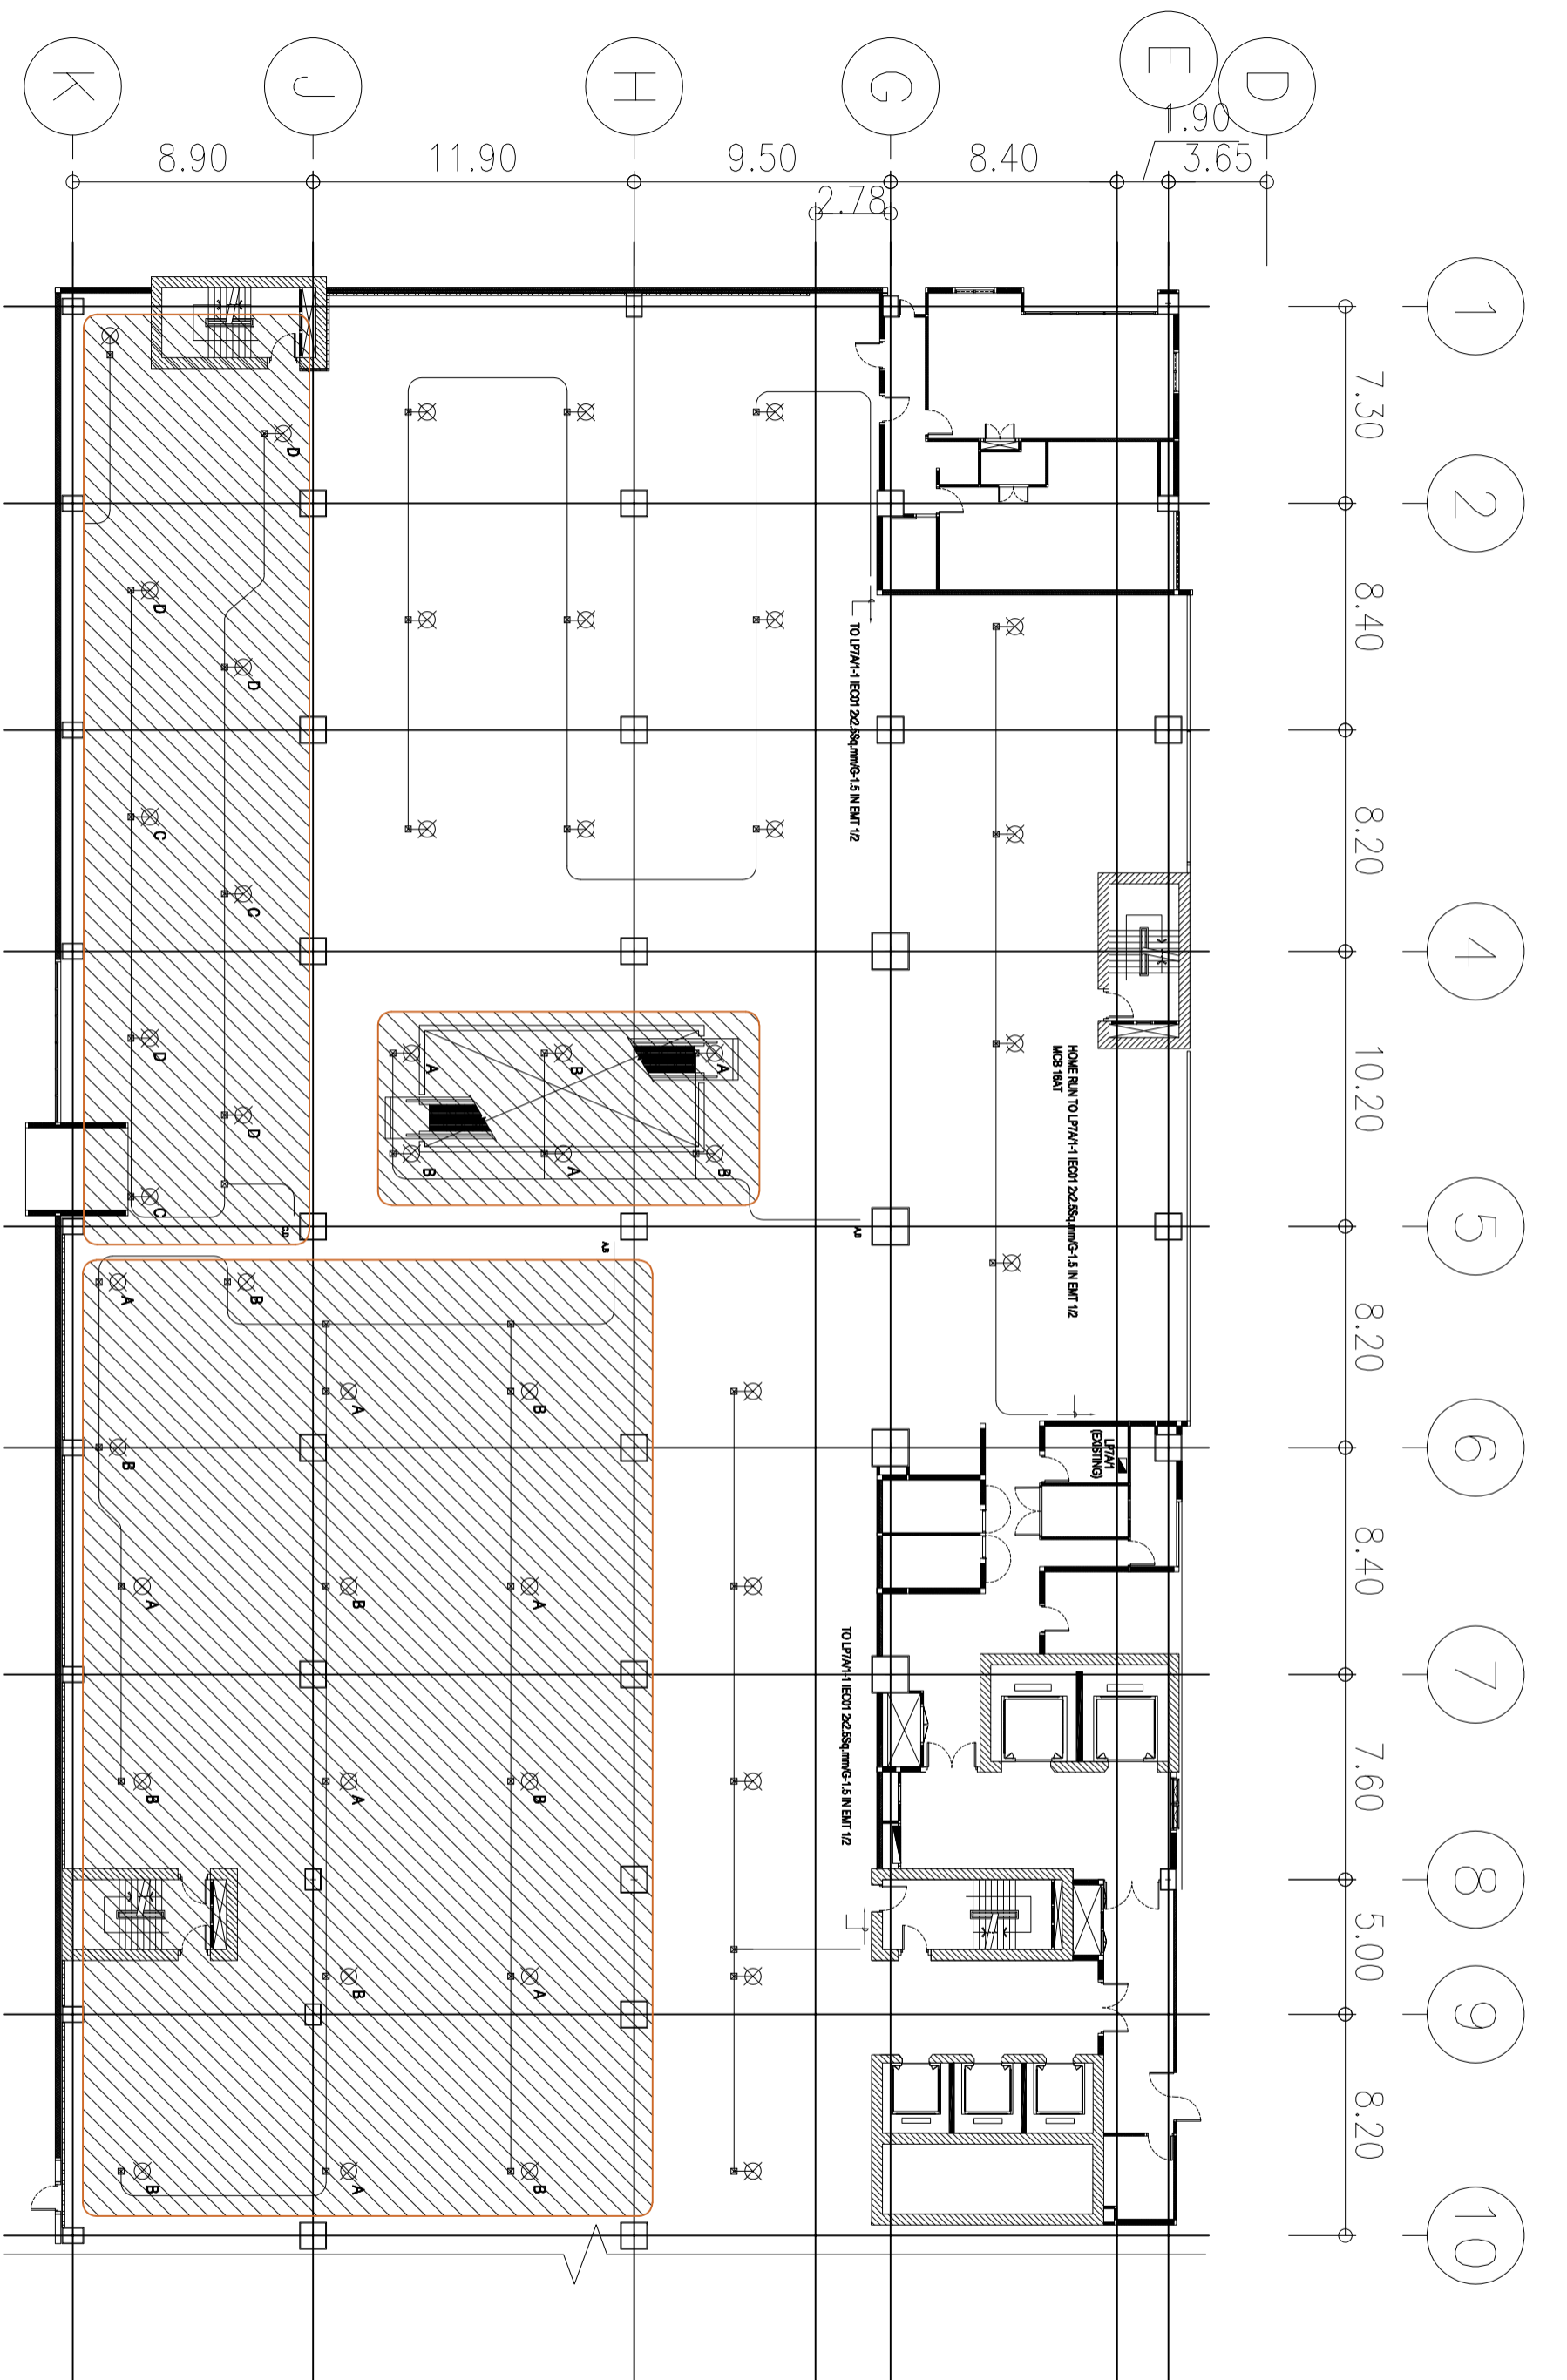 K
J
H
G
E
D
8.90
11.90
9.50
8.40
1.90
3.65
2.78
1
7.30
2
8.40
8.20
4
10.20
5
8.20
6
8.40
7
7.60
8
5.00
9
8.20
10
D
D
D
C
C
D
D
C
C,D
TO LP7A/1-1 IEC01 2x2.5Sq.mm/G-1.5 IN EMT 1/2
HOME RUN TO LP7A/1-1 IEC01 2x2.5Sq.mm/G-1.5 IN EMT 1/2
MCB 16AT
A
B
A
B
A
B
A,B
A,B
LP7A/1
(EXISTING)
A
B
A
B
B
A
B
A
TO LP7A/1-1 IEC01 2x2.5Sq.mm/G-1.5 IN EMT 1/2
B
A
B
B
A
B
A
B